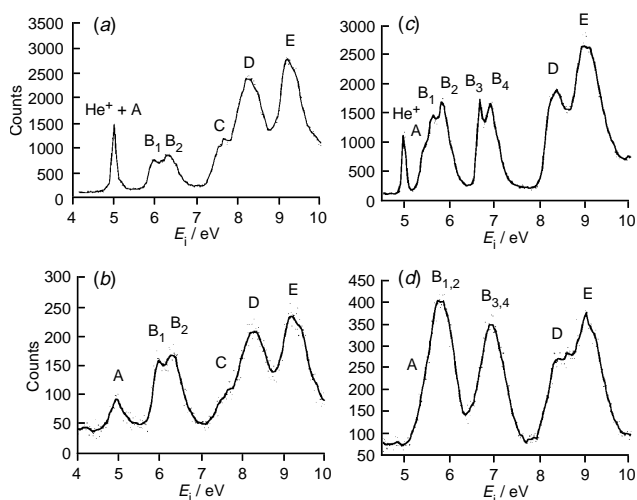 (a)
3500
3000
2500
2000
1500
1000
500
0
Counts
He+ + A
B1
B2
C
D
E
4 5 6 7 8 9 10
Ei / eV
(c)
3500
3000
2500
2000
1500
1000
500
0
He+
A
B1
B2
B3
B4
D
E
5 6 7 8 9 10
Ei / eV
(b)
300
250
200
150
100
50
0
Counts
A
B1
B2
C
D
E
4 5 6 7 8 9 10
Ei / eV
(d)
450
400
350
300
250
200
150
100
50
A
B1,2
B3,4
D
E
5 6 7 8 9 10
Ei / eV